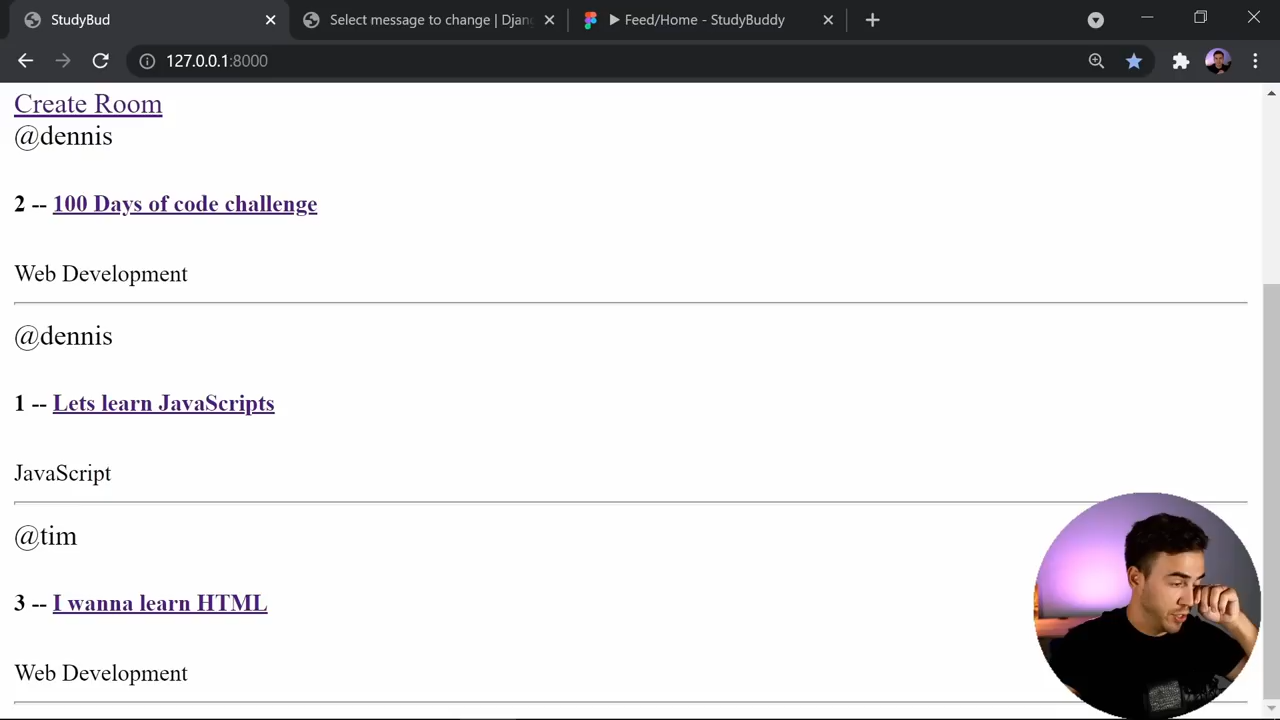 StudyBud
Select message to change | Djan
Feed/Home - StudyBuddy
127.0.0.1:8000
Create Room
@dennis
2 -- 100 Days of code challenge
Web Development
@dennis
1 -- Lets learn JavaScripts
JavaScript
@tim
3 -- I wanna learn HTML
Web Development